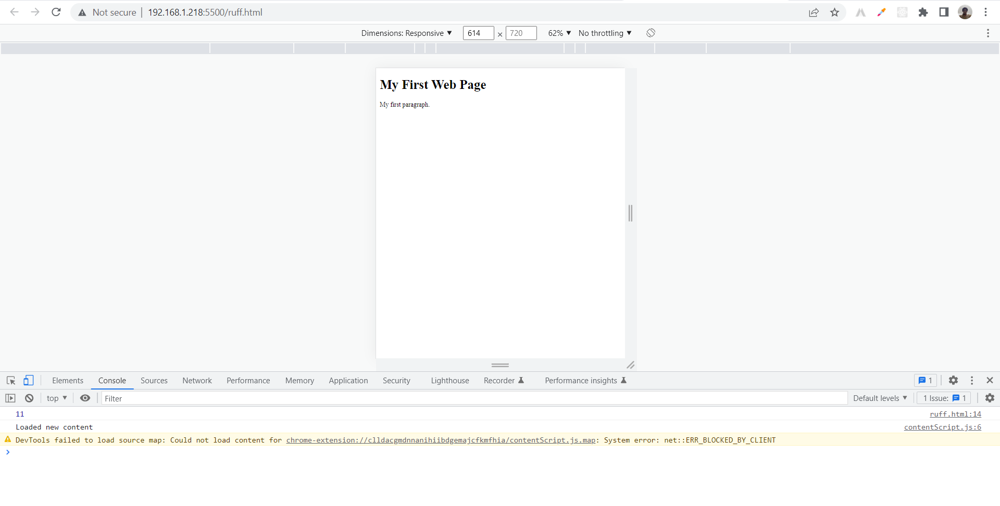 Not secure | 192.168.1.218:5500/ruff.html
Dimensions: Responsive ▼ 614 × 720 62% ▼ No throttling ▼
My First Web Page
My first paragraph.
Elements Console Sources Network Performance Memory Application Security Lighthouse Recorder Performance insights 1
top ▼ Filter Default levels ▼ 1 Issue: 1
11 ruff.html:14
Loaded new content contentScript.js:6
DevTools failed to load source map: Could not load content for chrome-extension://clldacgmdnnanihiibdgemajcfkmfhia/contentScript.js.map: System error: net::ERR_BLOCKED_BY_CLIENT